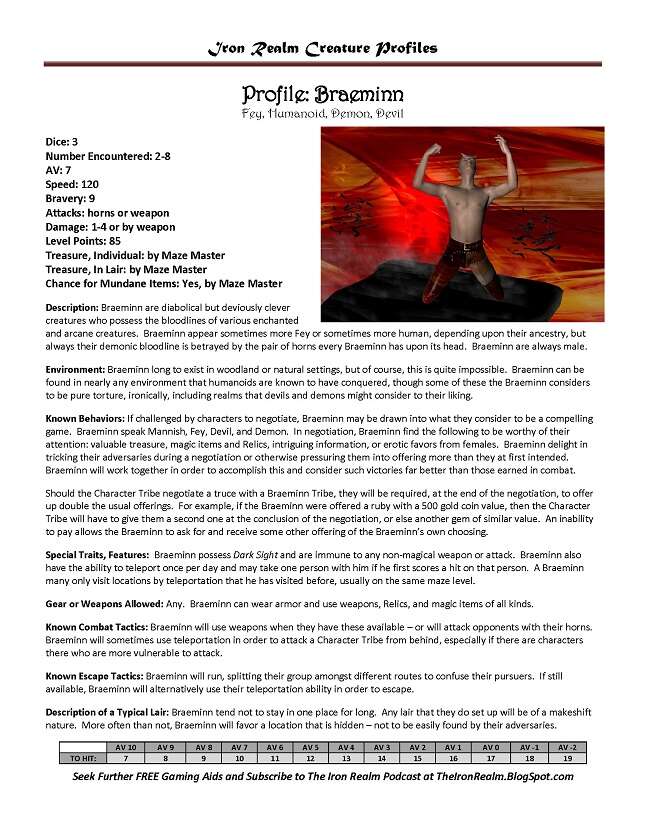 Iron Realm Creature Profiles
Profile: Braeminn
Fey, Humanoid, Demon, Devil
Dice: 3
Number Encountered: 2-8
AV: 7
Speed: 120
Bravery: 9
Attacks: horns or weapon
Damage: 1-4 or by weapon
Level Points: 85
Treasure, Individual: by Maze Master
Treasure, In Lair: by Maze Master
Chance for Mundane Items: Yes, by Maze Master
Description: Braeminn are diabolical but deviously clever
creatures who possess the bloodlines of various enchanted
and arcane creatures. Braeminn appear sometimes more Fey or sometimes more human, depending upon their ancestry, but
always their demonic bloodline is betrayed by the pair of horns every Braeminn has upon its head. Braeminn are always male.
Environment: Braeminn long to exist in woodland or natural settings, but of course, this is quite impossible. Braeminn can be
found in nearly any environment that humanoids are known to have conquered, though some of these the Braeminn considers
to be pure torture, ironically, including realms that devils and demons might consider to their liking.
Known Behaviors: If challenged by characters to negotiate, Braeminn may be drawn into what they consider to be a compelling
game. Braeminn speak Mannish, Fey, Devil, and Demon. In negotiation, Braeminn find the following to be worthy of their
attention: valuable treasure, magic items and Relics, intriguing information, or erotic favors from females. Braeminn delight in
tricking their adversaries during a negotiation or otherwise pressuring them into offering more than they at first intended.
Braeminn will work together in order to accomplish this and consider such victories far better than those earned in combat.
Should the Character Tribe negotiate a truce with a Braeminn Tribe, they will be required, at the end of the negotiation, to offer
up double the usual offerings. For example, if the Braeminn were offered a ruby with a 500 gold coin value, then the Character
Tribe will have to give them a second one at the conclusion of the negotiation, or else another gem of similar value. An inability
to pay allows the Braeminn to ask for and receive some other offering of the Braeminn's own choosing.
Special Traits, Features: Braeminn possess Dark Sight and are immune to any non-magical weapon or attack. Braeminn also
have the ability to teleport once per day and may take one person with him if he first scores a hit on that person. A Braeminn
many only visit locations by teleportation that he has visited before, usually on the same maze level.
Gear or Weapons Allowed: Any. Braeminn can wear armor and use weapons, Relics, and magic items of all kinds.
Known Combat Tactics: Braeminn will use weapons when they have these available – or will attack opponents with their horns.
Braeminn will sometimes use teleportation in order to attack a Character Tribe from behind, especially if there are characters
there who are more vulnerable to attack.
Known Escape Tactics: Braeminn will run, splitting their group amongst different routes to confuse their pursuers. If still
available, Braeminn will alternatively use their teleportation ability in order to escape.
Description of a Typical Lair: Braeminn tend not to stay in one place for long. Any lair that they do set up will be of a makeshift
nature. More often than not, Braeminn will favor a location that is hidden – not to be easily found by their adversaries.
AV 10 AV 9 AV 8 AV 7 AV 6 AV 5 AV 4 AV 3 AV 2 AV 1 AV 0 AV -1 AV -2
TO HIT: 7 8 9 10 11 12 13 14 15 16 17 18 19
Seek Further FREE Gaming Aids and Subscribe to The Iron Realm Podcast at TheIronRealm.BlogSpot.com